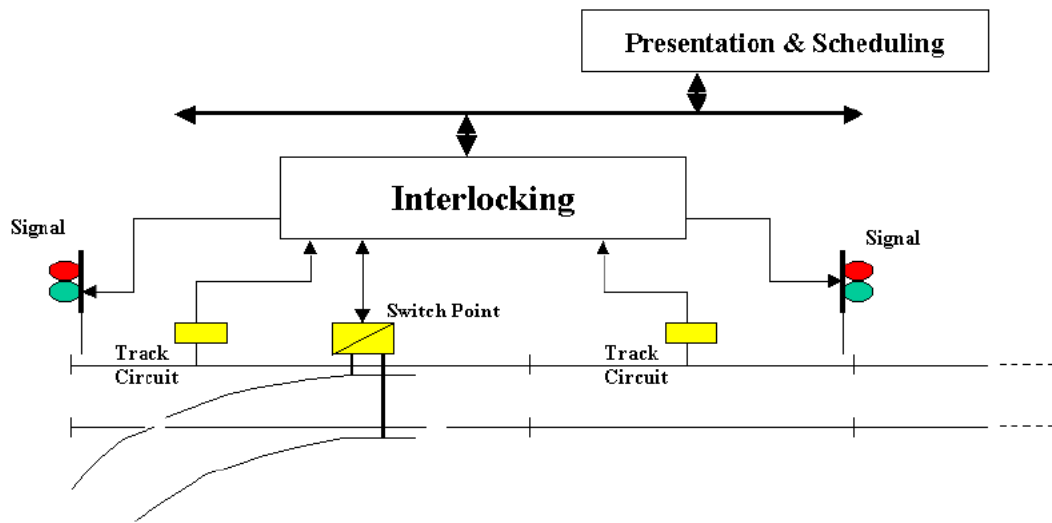 Presentation & Scheduling
Interlocking
Signal
Signal
Switch Point
Track
Circuit
Track
Circuit